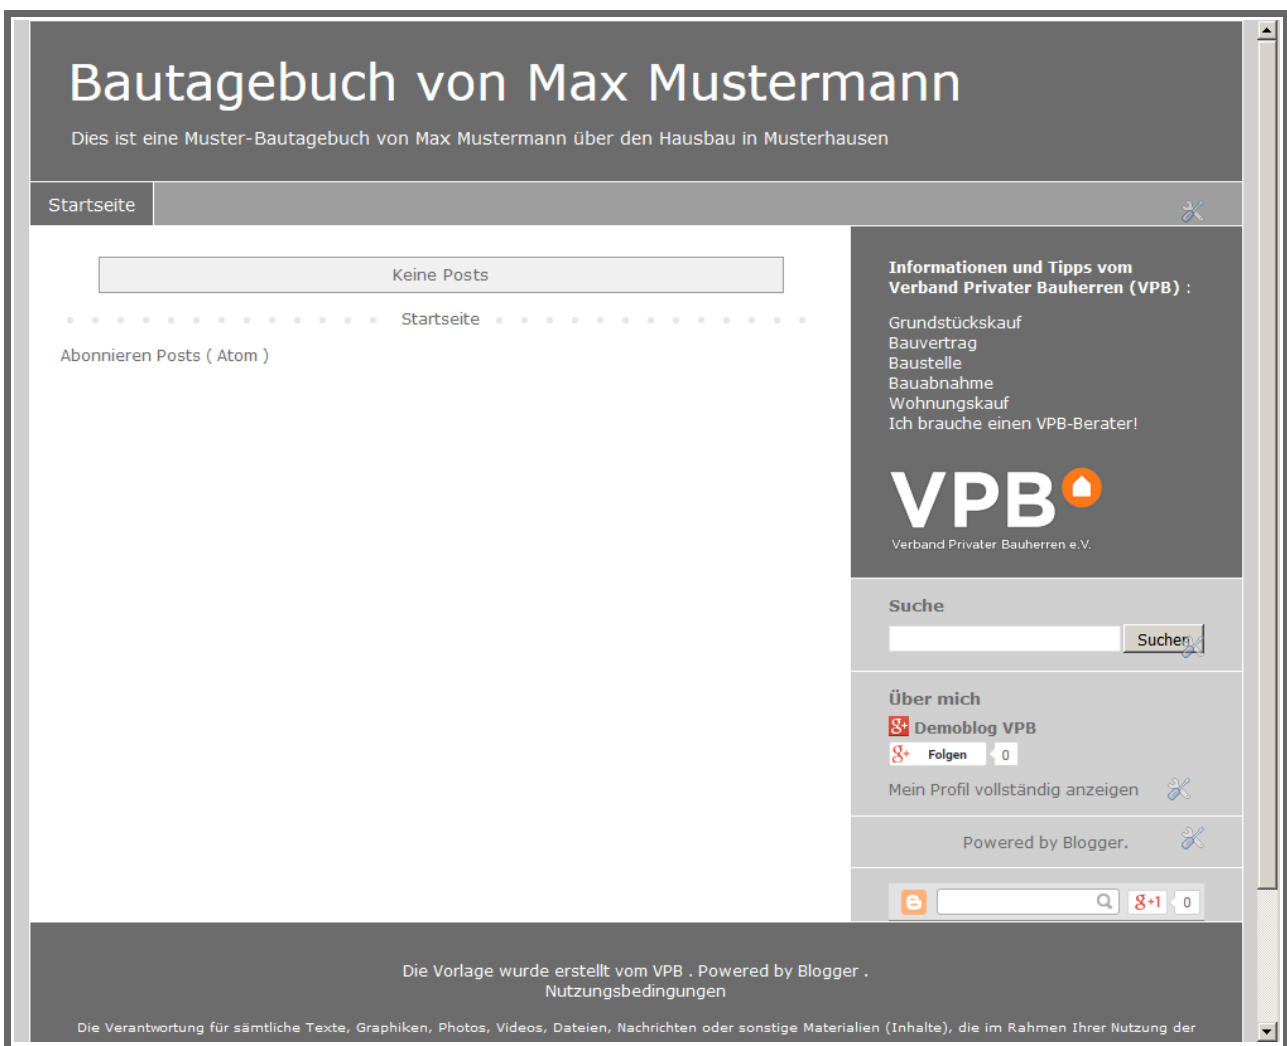 Bautagebuch von Max Mustermann
Dies ist eine Muster-Bautagebuch von Max Mustermann über den Hausbau in Musterhausen
Startseite
Keine Posts
Startseite
Abonnieren Posts ( Atom )
Informationen und Tipps vom
Verband Privater Bauherren (VPB) :
Grundstückskauf
Bauvertrag
Baustelle
Bauabnahme
Wohnungskauf
Ich brauche einen VPB-Berater!
VPB
Verband Privater Bauherren e.V.
Suche
Suchen
Über mich
g+ Demoblog VPB
g+ Folgen 0
Mein Profil vollständig anzeigen
Powered by Blogger.
g+1 0
Die Vorlage wurde erstellt vom VPB . Powered by Blogger .
Nutzungsbedingungen
Die Verantwortung für sämtliche Texte, Graphiken, Photos, Videos, Dateien, Nachrichten oder sonstige Materialien (Inhalte), die im Rahmen Ihrer Nutzung der